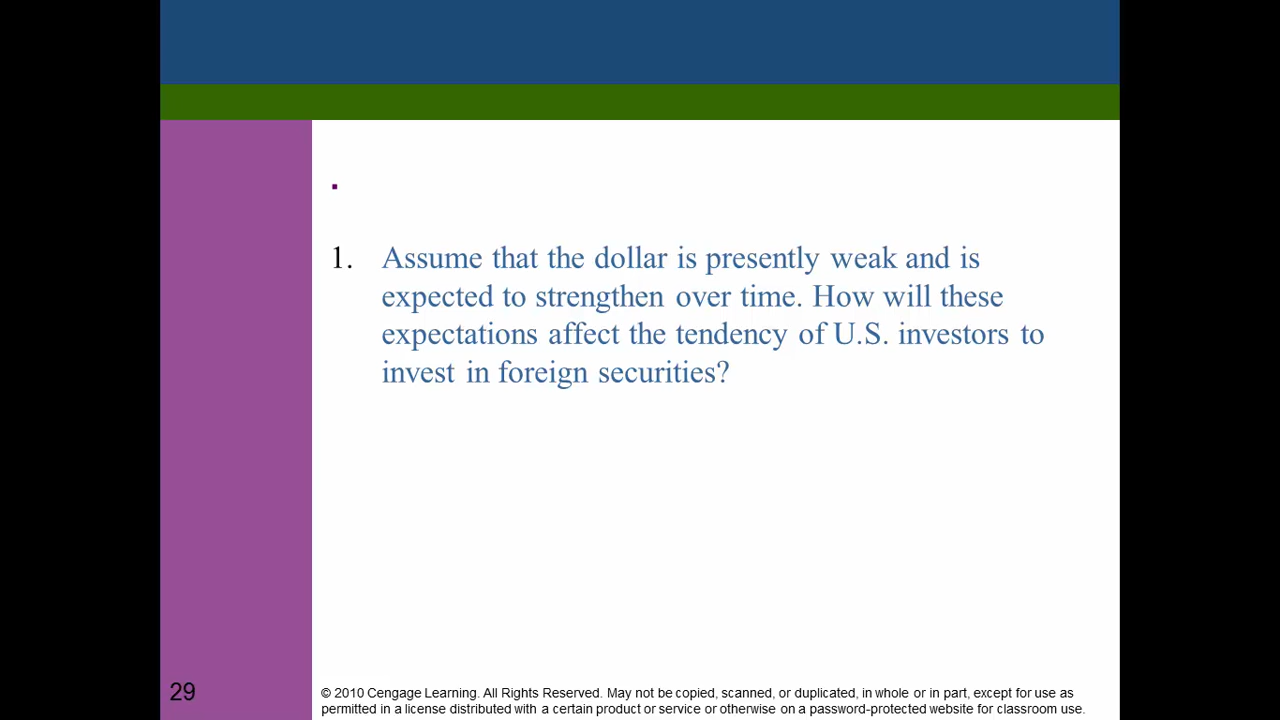 1. Assume that the dollar is presently weak and is
expected to strengthen over time. How will these
expectations affect the tendency of U.S. investors to
invest in foreign securities?
29
© 2010 Cengage Learning. All Rights Reserved. May not be copied, scanned, or duplicated, in whole or in part, except for use as
permitted in a license distributed with a certain product or service or otherwise on a password-protected website for classroom use.